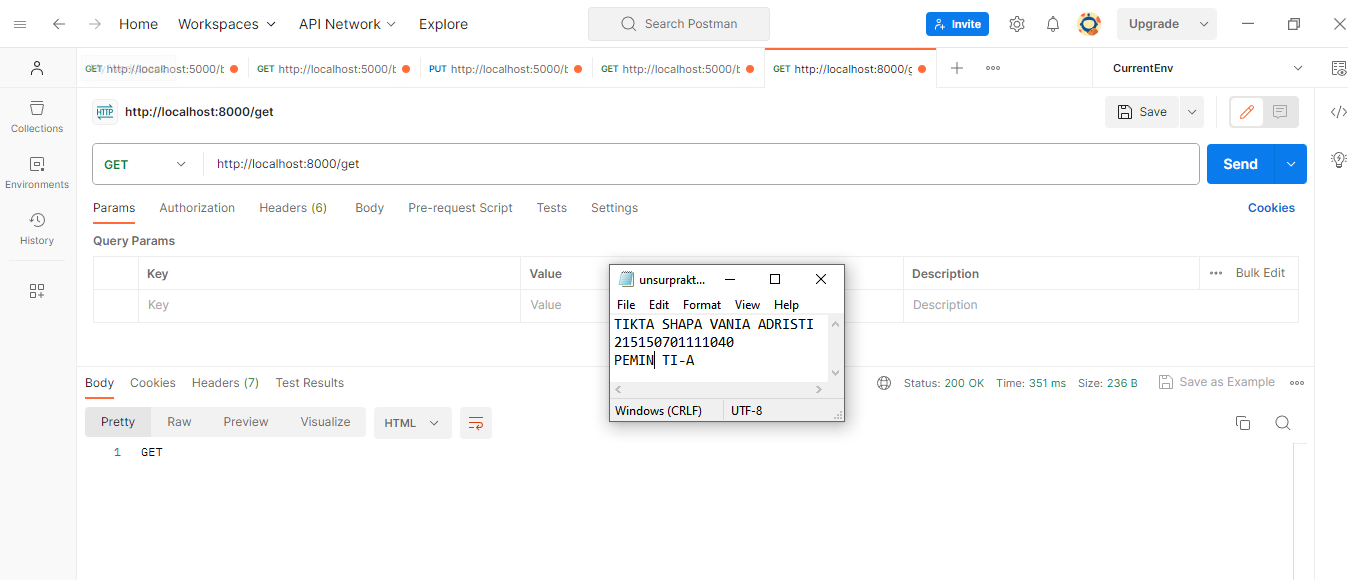 Home Workspaces API Network Explore Search Postman Invite Upgrade
GET http://localhost:5000/b GET http://localhost:5000/b PUT http://localhost:5000/b GET http://localhost:5000/b GET http://localhost:8000/g CurrentEnv
HTTP http://localhost:8000/get Save
GET http://localhost:8000/get Send
Collections
Environments
History
Params Authorization Headers (6) Body Pre-request Script Tests Settings Cookies
Query Params
Key Value Description Bulk Edit
Key Value Description
unsurprakt...
File Edit Format View Help
TIKTA SHAPA VANIA ADRISTI
215150701111040
PEMIN TI-A
Windows (CRLF) UTF-8
Body Cookies Headers (7) Test Results Status: 200 OK Time: 351 ms Size: 236 B Save as Example
Pretty Raw Preview Visualize HTML
1 GET